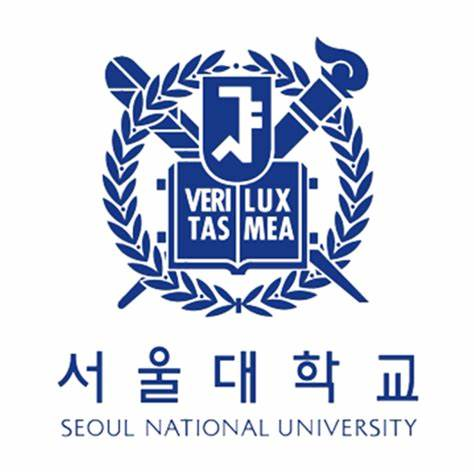 VERI LUX
TAS MEA
서울대학교
SEOUL NATIONAL UNIVERSITY